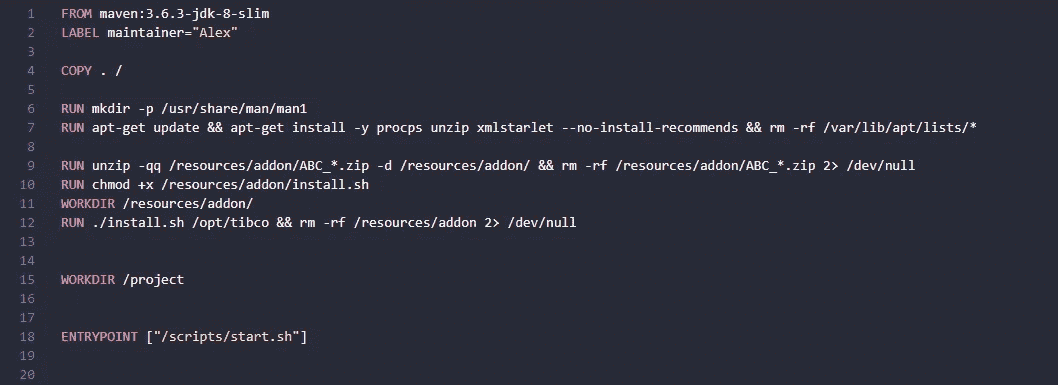 1 FROM maven:3.6.3-jdk-8-slim
2 LABEL maintainer="Alex"
3
4 COPY . /
5
6 RUN mkdir -p /usr/share/man/man1
7 RUN apt-get update && apt-get install -y procps unzip xmlstarlet --no-install-recommends && rm -rf /var/lib/apt/lists/*
8
9 RUN unzip -qq /resources/addon/ABC_*.zip -d /resources/addon/ && rm -rf /resources/addon/ABC_*.zip 2> /dev/null
10 RUN chmod +x /resources/addon/install.sh
11 WORKDIR /resources/addon/
12 RUN ./install.sh /opt/tibco && rm -rf /resources/addon 2> /dev/null
13
14
15 WORKDIR /project
16
17
18 ENTRYPOINT ["/scripts/start.sh"]
19
20